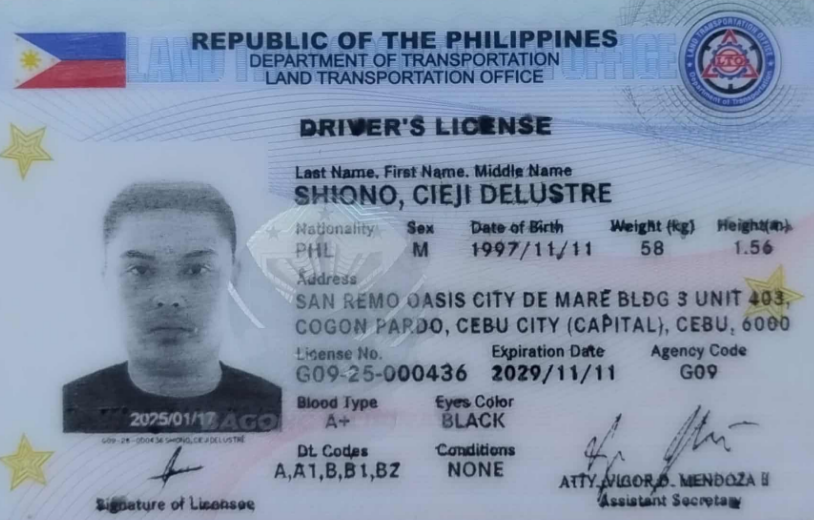 REPUBLIC OF THE PHILIPPINES
DEPARTMENT OF TRANSPORTATION
LAND TRANSPORTATION OFFICE
DRIVER'S LICENSE
Last Name, First Name, Middle Name
SHIONO, CIEJI DELUSTRE
Nationality Sex Date of Birth Weight (kg) Height(m)
PHL M 1997/11/11 58 1.56
Address
SAN REMO OASIS CITY DE MARE BLDG 3 UNIT 403,
COGON PARDO, CEBU CITY (CAPITAL), CEBU, 6000
License No. Expiration Date Agency Code
G09-25-000436 2029/11/11 G09
Blood Type Eyes Color
A+ BLACK
2025/01/17
G09-25-000436 SHIONO, CIEJI DELUSTRE
DL Codes Conditions
A,A1,B,B1,B2 NONE
Signature of Licensee
ATTY. VIGOR D. MENDOZA II
Assistant Secretary
LAND TRANSPORTATION OFFICE
LTO
Department of Transportation